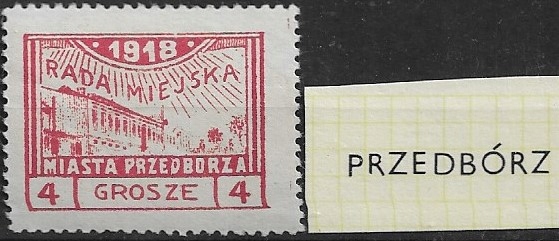 1918
RADA MIEJSKA
MIASTA PRZEDBORZA
4 GROSZE 4
PRZEDBÓRZ